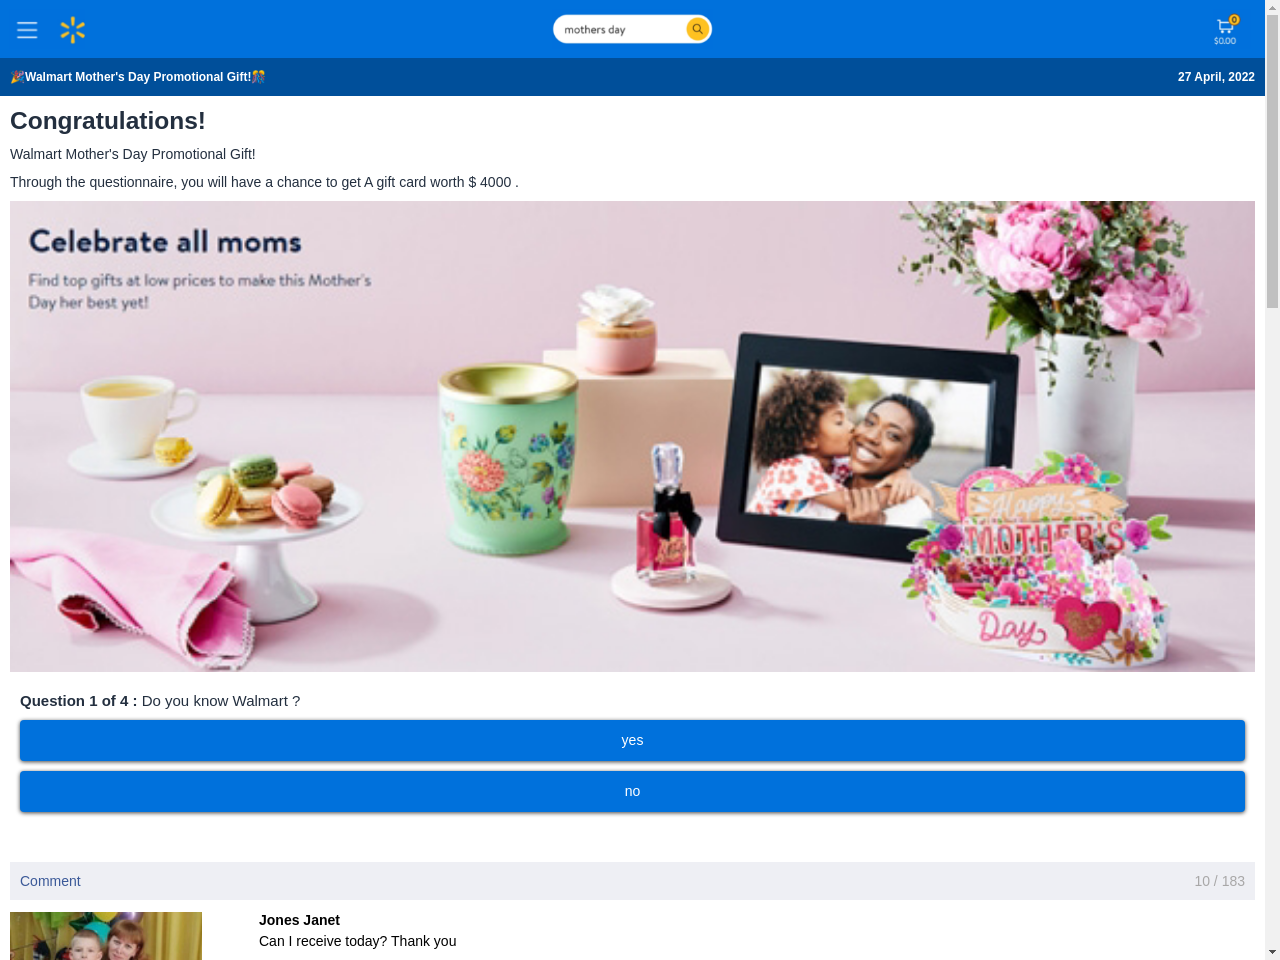 mothers day
0
$0.00
🎉Walmart Mother's Day Promotional Gift!🎊
27 April, 2022
Congratulations!
Walmart Mother's Day Promotional Gift!
Through the questionnaire, you will have a chance to get A gift card worth $ 4000 .
Celebrate all moms
Find top gifts at low prices to make this Mother's
Day her best yet!
Happy
MOTHER'S
Day
Question 1 of 4 : Do you know Walmart ?
yes
no
Comment
10 / 183
Jones Janet
Can I receive today? Thank you